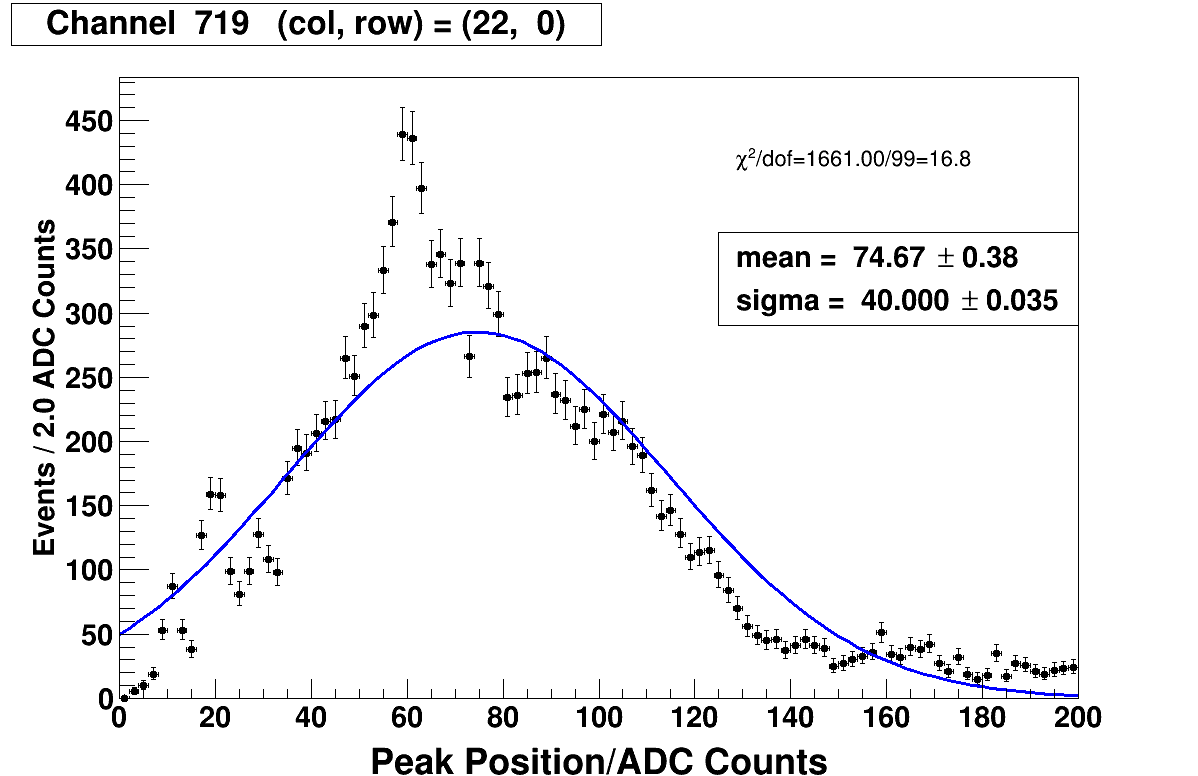 Channel 719 (col, row) = (22, 0)
450
400
350
300
250
200
150
100
50
0
Events / 2.0 ADC Counts
χ²/dof=1661.00/99=16.8
mean = 74.67 ± 0.38
sigma = 40.000 ± 0.035
0 20 40 60 80 100 120 140 160 180 200
Peak Position/ADC Counts